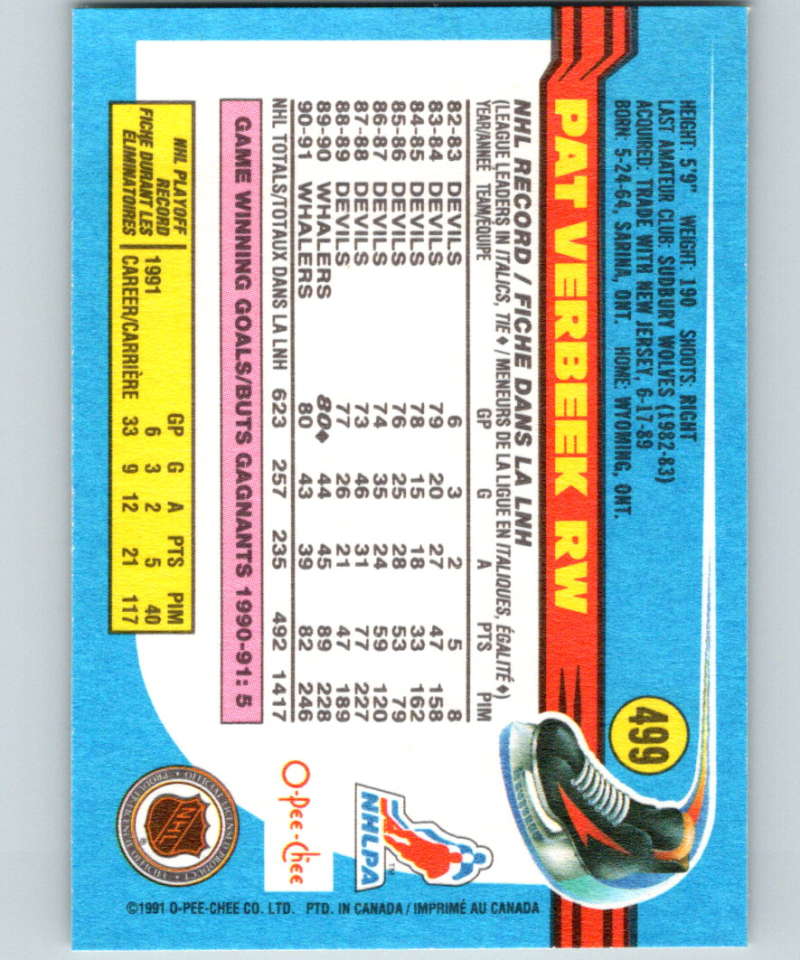 499
HEIGHT: 5'9" WEIGHT: 190 SHOOTS: RIGHT
LAST AMATEUR CLUB: SUDBURY WOLVES (1982-83)
ACQUIRED: TRADE WITH NEW JERSEY, 6-17-89
BORN: 5-24-64, SARINA, ONT. HOME: WYOMING, ONT.
PAT VERBEEK RW
NHL RECORD / FICHE DANS LA LNH
(LEAGUE LEADERS IN ITALICS, TIE ♦ / MENEURS DE LA LIGUE EN ITALIQUES, ÉGALITÉ ♦)
YEAR/ANNÉE TEAM/EQUIPE GP G A PTS PIM
82-83 DEVILS 6 3 2 5 8
83-84 DEVILS 79 20 27 47 158
84-85 DEVILS 78 15 18 33 162
85-86 DEVILS 76 25 28 53 79
86-87 DEVILS 74 35 24 59 120
87-88 DEVILS 73 46 31 77 227
88-89 DEVILS 77 26 21 47 189
89-90 WHALERS 80♦ 44 45 89 228
90-91 WHALERS 80 43 39 82 246
NHL TOTALS/TOTAUX DANS LA LNH 623 257 235 492 1417
GAME WINNING GOALS/BUTS GAGNANTS 1990-91: 5
NHL PLAYOFF
RECORD
FICHE DURANT LES
ÉLIMINATOIRES
GP G A PTS PIM
1991 6 3 2 5 40
CAREER/CARRIÈRE 33 9 12 21 117
NHLPA
TM
O-Pee-Chee
NHL
OFFICIAL LICENSED PRODUCT
©1991 O-PEE-CHEE CO. LTD. PTD. IN CANADA / IMPRIMÉ AU CANADA